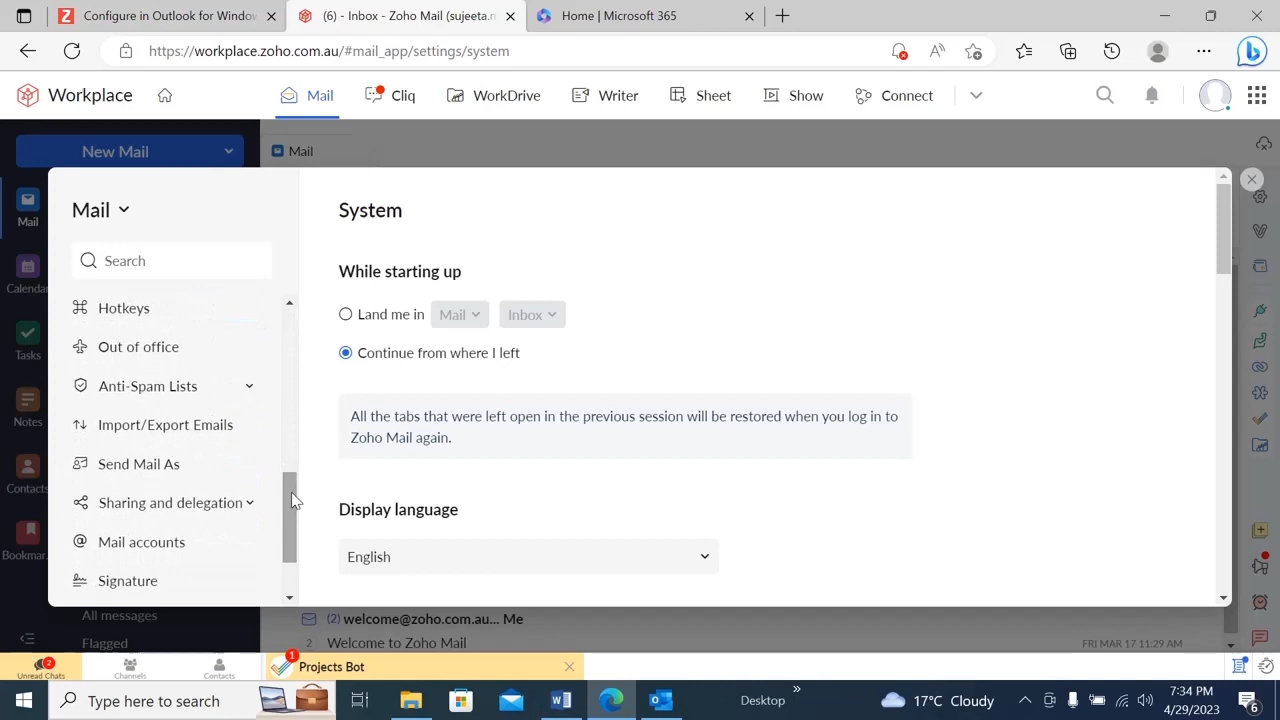 Configure in Outlook for Window
(6) - Inbox - Zoho Mail (sujeeta.m
Home | Microsoft 365
https://workplace.zoho.com.au/#mail_app/settings/system
Workplace
Mail
Cliq
WorkDrive
Writer
Sheet
Show
Connect
New Mail
Mail
Mail
Calendar
Tasks
Notes
Contacts
Bookmar.
Mail
Search
Hotkeys
Out of office
Anti-Spam Lists
Import/Export Emails
Send Mail As
Sharing and delegation
Mail accounts
Signature
System
While starting up
Land me in Mail Inbox
Continue from where I left
All the tabs that were left open in the previous session will be restored when you log in to
Zoho Mail again.
Display language
English
All messages
Flagged
(2) welcome@zoho.com.au... Me
2 Welcome to Zoho Mail
FRI MAR 17 11:29 AM
2
Unread Chats
Channels
Contacts
1
Projects Bot
Type here to search
Desktop
17°C Cloudy
7:34 PM
4/29/2023
6